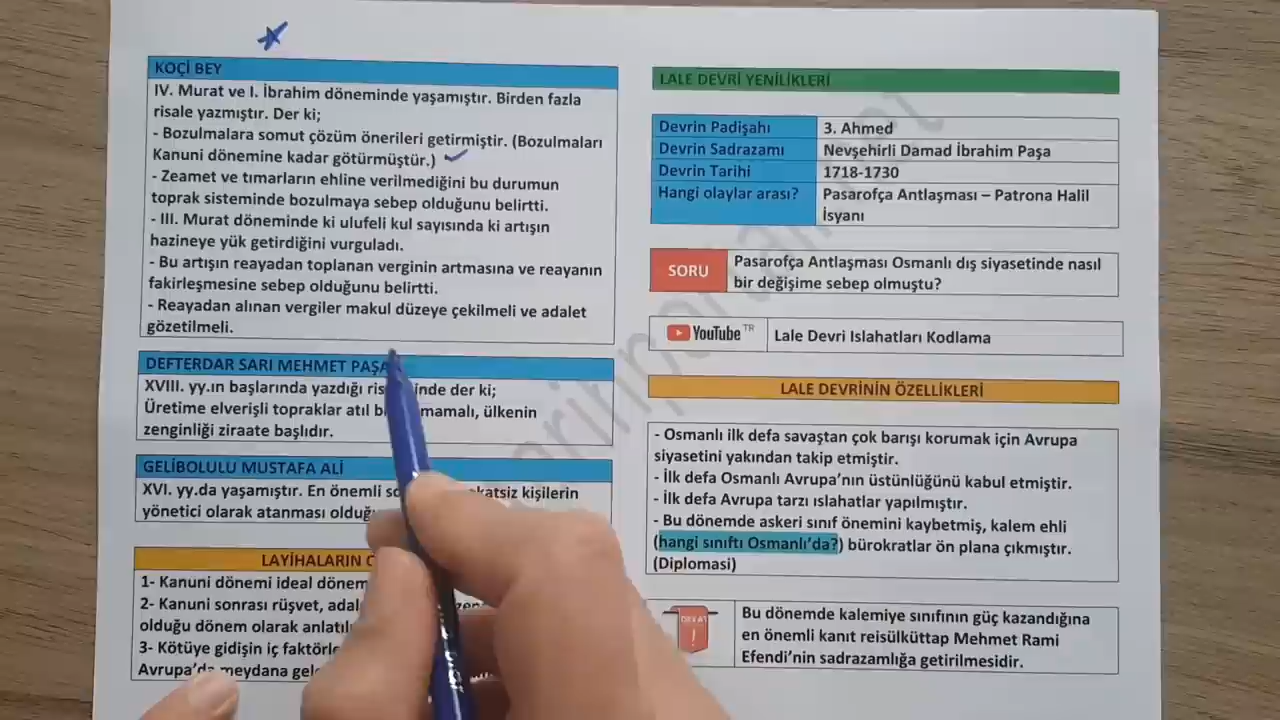 KOÇİ BEY
IV. Murat ve I. İbrahim döneminde yaşamıştır. Birden fazla
risale yazmıştır. Der ki;
- Bozulmalara somut çözüm önerileri getirmiştir. (Bozulmaları
Kanuni dönemine kadar götürmüştür.)
- Zeamet ve tımarların ehline verilmediğini bu durumun
toprak sisteminde bozulmaya sebep olduğunu belirtti.
- III. Murat döneminde ki ulufeli kul sayısında ki artışın
hazineye yük getirdiğini vurguladı.
- Bu artışın reayadan toplanan verginin artmasına ve reayanın
fakirleşmesine sebep olduğunu belirtti.
- Reayadan alınan vergiler makul düzeye çekilmeli ve adalet
gözetilmeli.
DEFTERDAR SARI MEHMET PAŞA
XVIII. yy.ın başlarında yazdığı der ki;
Üretime elverişli topraklar atıl ülkenin
zenginliği ziraate başlıdır.
GELİBOLULU MUSTAFA ALİ
XVI. yy.da yaşamıştır. En önemli kişilerin
yönetici olarak atanması
LAYİHALARIN
1- Kanuni dönemi ideal
2- Kanuni sonrası rüşvet,
olduğu dönem olarak
3- Kötüye gidişin iç
Avrupa'da meydana
LALE DEVRİ YENİLİKLERİ
Devrin Padişahı 3. Ahmed
Devrin Sadrazamı Nevşehirli Damad İbrahim Paşa
Devrin Tarihi 1718-1730
Hangi olaylar arası? Pasarofça Antlaşması – Patrona Halil
İsyanı
SORU
Pasarofça Antlaşması Osmanlı dış siyasetinde nasıl
bir değişime sebep olmuştu?
YouTube TR Lale Devri Islahatları Kodlama
LALE DEVRİNİN ÖZELLİKLERİ
- Osmanlı ilk defa savaştan çok barışı korumak için Avrupa
siyasetini yakından takip etmiştir.
- İlk defa Osmanlı Avrupa'nın üstünlüğünü kabul etmiştir.
- İlk defa Avrupa tarzı ıslahatlar yapılmıştır.
- Bu dönemde askeri sınıf önemini kaybetmiş, kalem ehli
(hangi sınıftı Osmanlı'da?) bürokratlar ön plana çıkmıştır.
(Diplomasi)
!
Bu dönemde kalemiye sınıfının güç kazandığına
en önemli kanıt reisülküttap Mehmet Rami
Efendi'nin sadrazamlığa getirilmesidir.